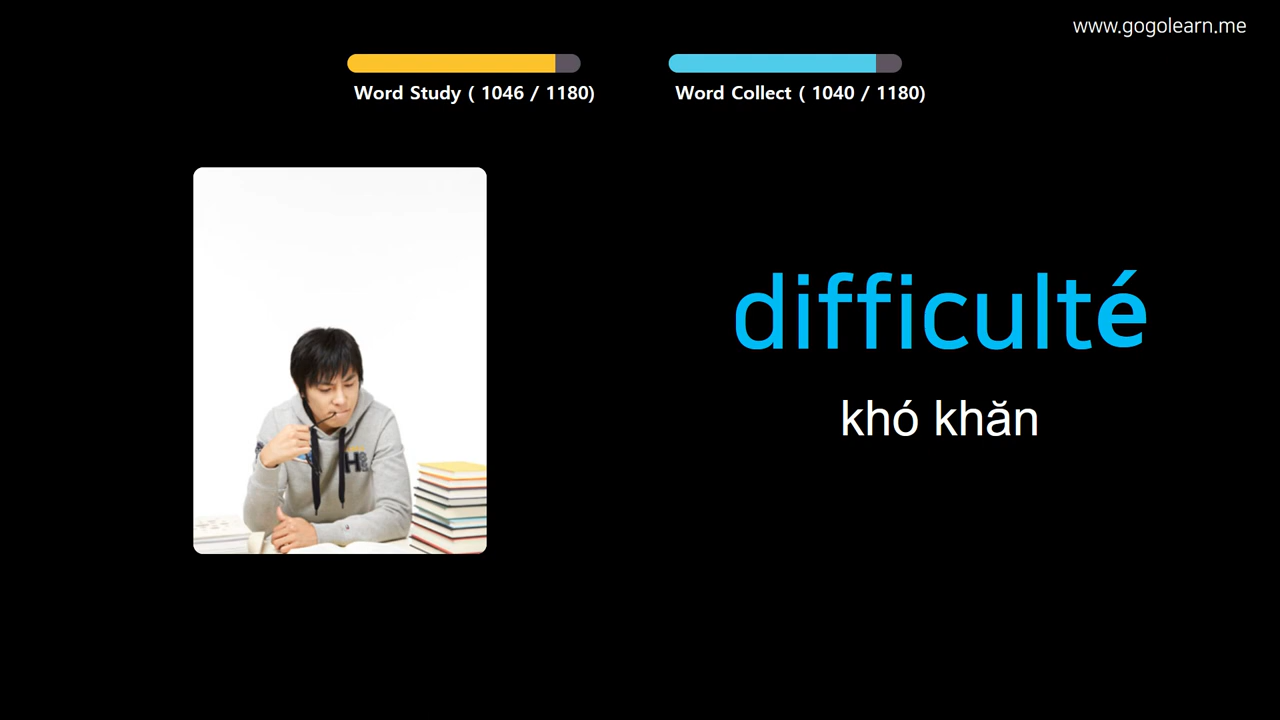 www.gogolearn.me
Word Study ( 1046 / 1180)
Word Collect ( 1040 / 1180)
difficulté
khó khăn
H